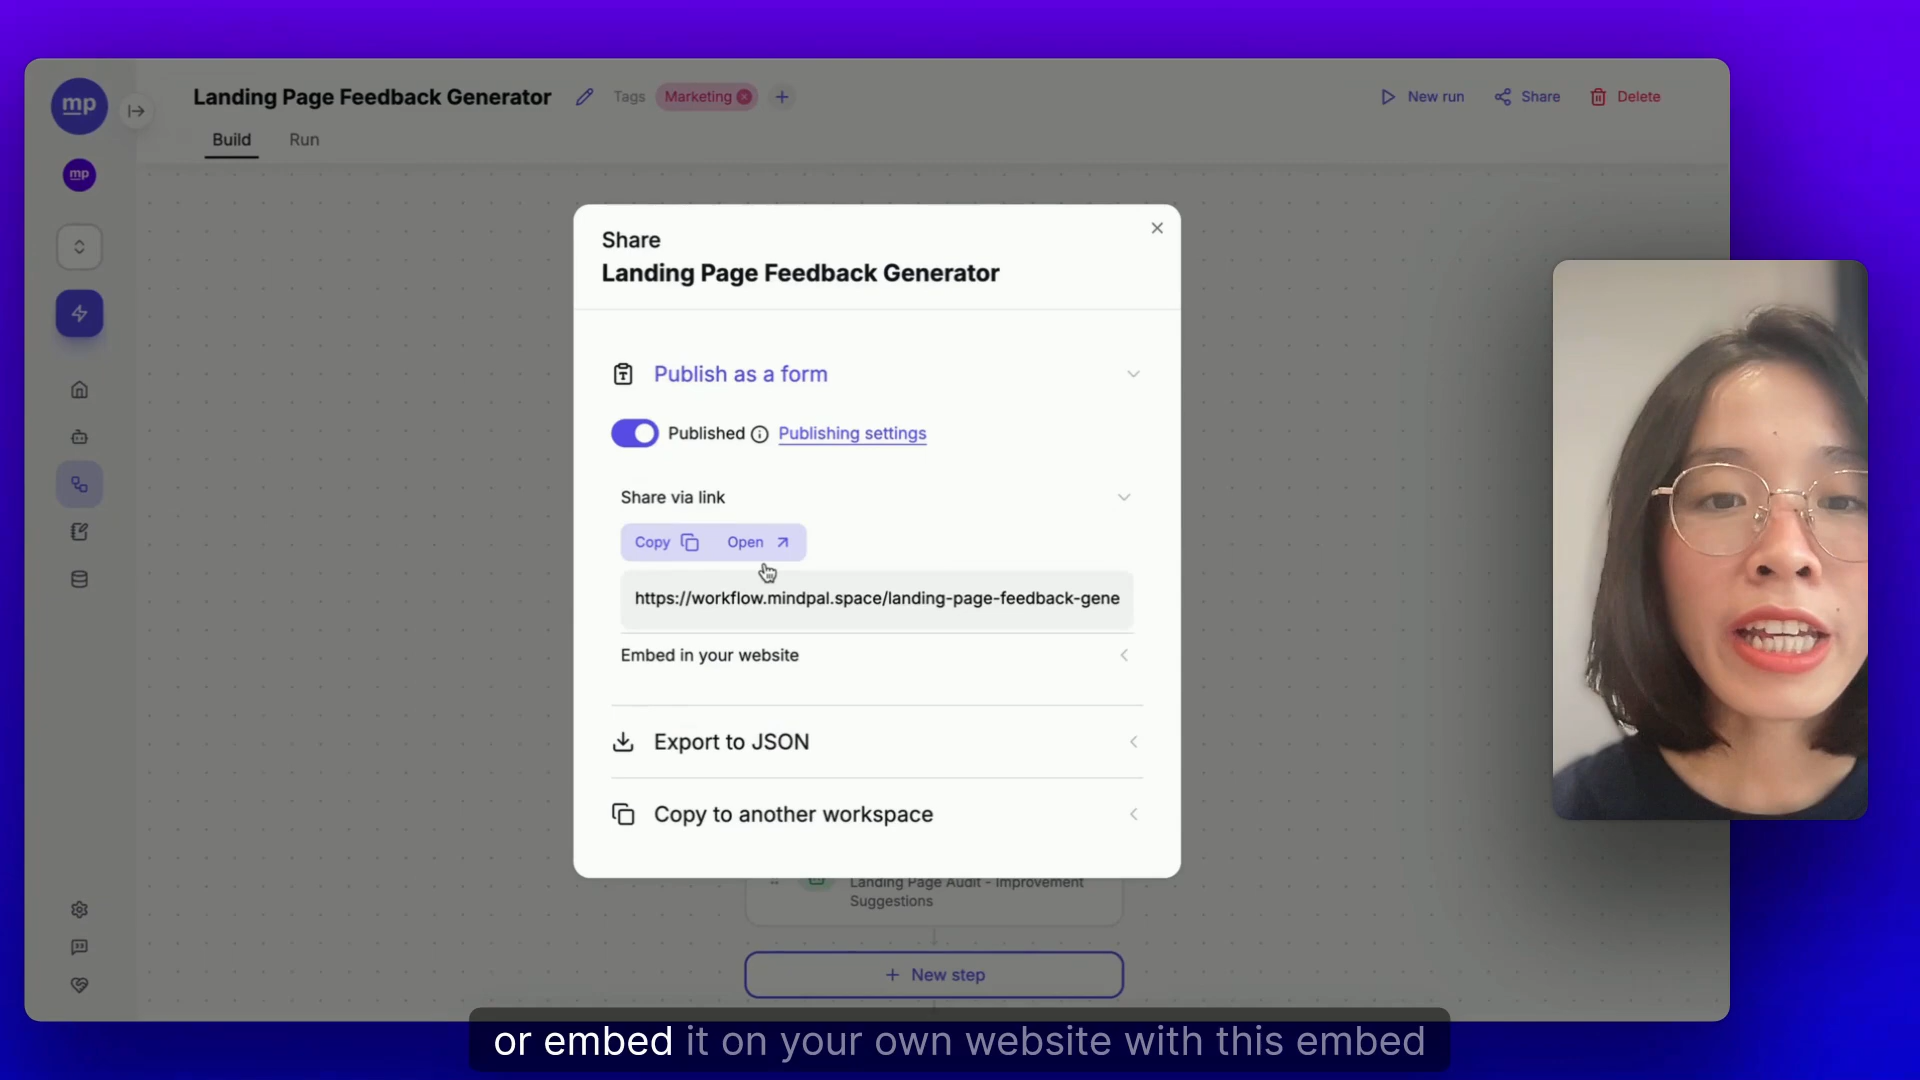 mp
Landing Page Feedback Generator
Tags
Marketing
New run
Share
Delete
Build
Run
mp
Share
Landing Page Feedback Generator
Publish as a form
Published
Publishing settings
Share via link
Copy
Open
https://workflow.mindpal.space/landing-page-feedback-gene
Embed in your website
Export to JSON
Copy to another workspace
Landing Page Audit - Improvement
Suggestions
+ New step
or embed it on your own website with this embed